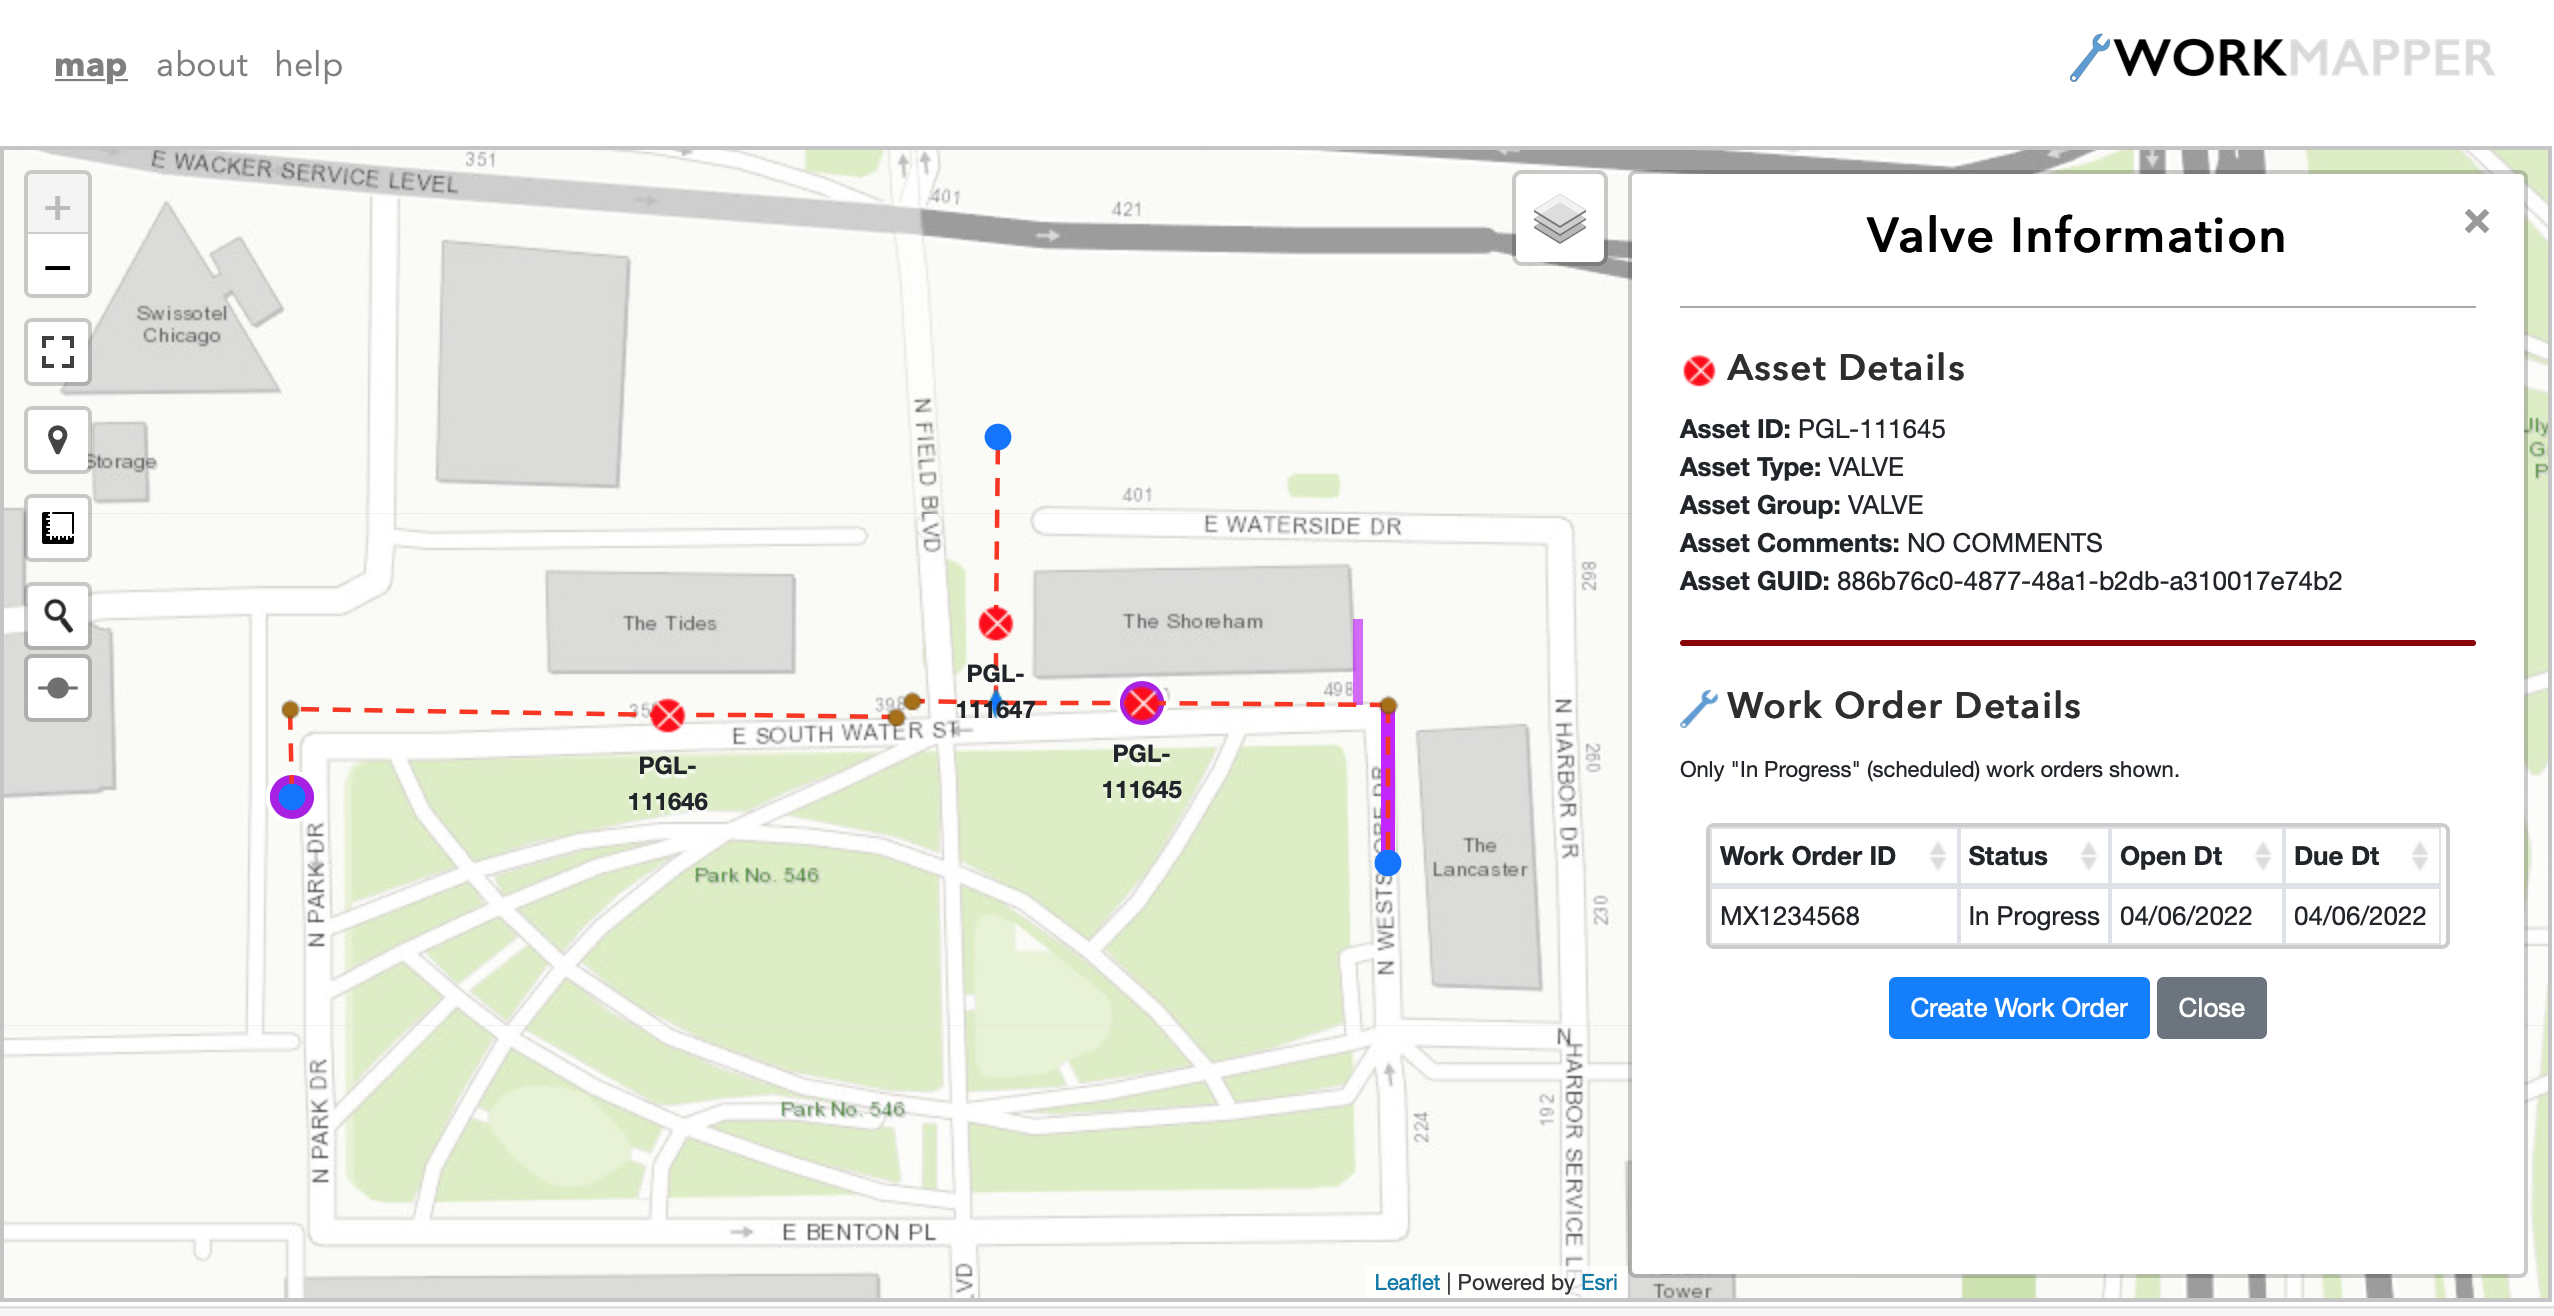 map about help
WORKMAPPER
E WACKER SERVICE LEVEL
351
401
421
Swissotel
Chicago
Storage
N FIELD BLVD
401
E WATERSIDE DR
298
The Tides
The Shoreham
PGL-
111647
398
498
E SOUTH WATER ST
PGL-
111646
PGL-
111645
N HARBOR DR
260
N PARK DR
Park No. 546
The
Lancaster
230
N PARK DR
Park No. 546
224
192
N HARBOR SERVICE
E BENTON PL
Leaflet | Powered by Esri
Tower
Valve Information
×
Asset Details
Asset ID: PGL-111645
Asset Type: VALVE
Asset Group: VALVE
Asset Comments: NO COMMENTS
Asset GUID: 886b76c0-4877-48a1-b2db-a310017e74b2
Work Order Details
Only "In Progress" (scheduled) work orders shown.
Work Order ID Status Open Dt Due Dt
MX1234568 In Progress 04/06/2022 04/06/2022
Create Work Order Close